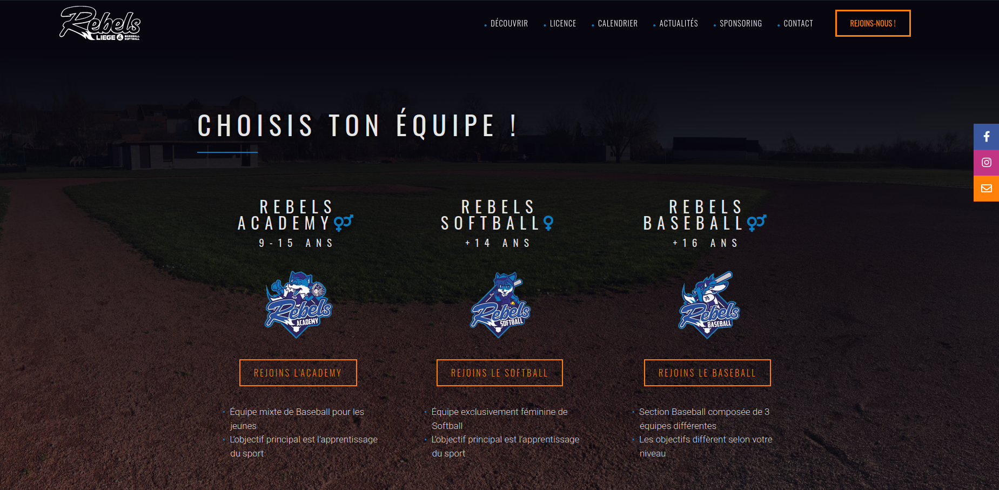 Rebels
LIEGE BASEBALL SOFTBALL
DÉCOUVRIR
LICENCE
CALENDRIER
ACTUALITÉS
SPONSORING
CONTACT
REJOINS-NOUS !
CHOISIS TON ÉQUIPE !
REBELS
ACADEMY
9-15 ANS
Rebels
ACADEMY
REJOINS L'ACADEMY
• Équipe mixte de Baseball pour les
jeunes
• L’objectif principal est l’apprentissage
du sport
REBELS
SOFTBALL
+14 ANS
Rebels
SOFTBALL
REJOINS LE SOFTBALL
• Équipe exclusivement féminine de
Softball
• L’objectif principal est l’apprentissage
du sport
REBELS
BASEBALL
+16 ANS
Rebels
BASEBALL
REJOINS LE BASEBALL
• Section Baseball composée de 3
équipes différentes
• Les objectifs diffèrent selon votre
niveau